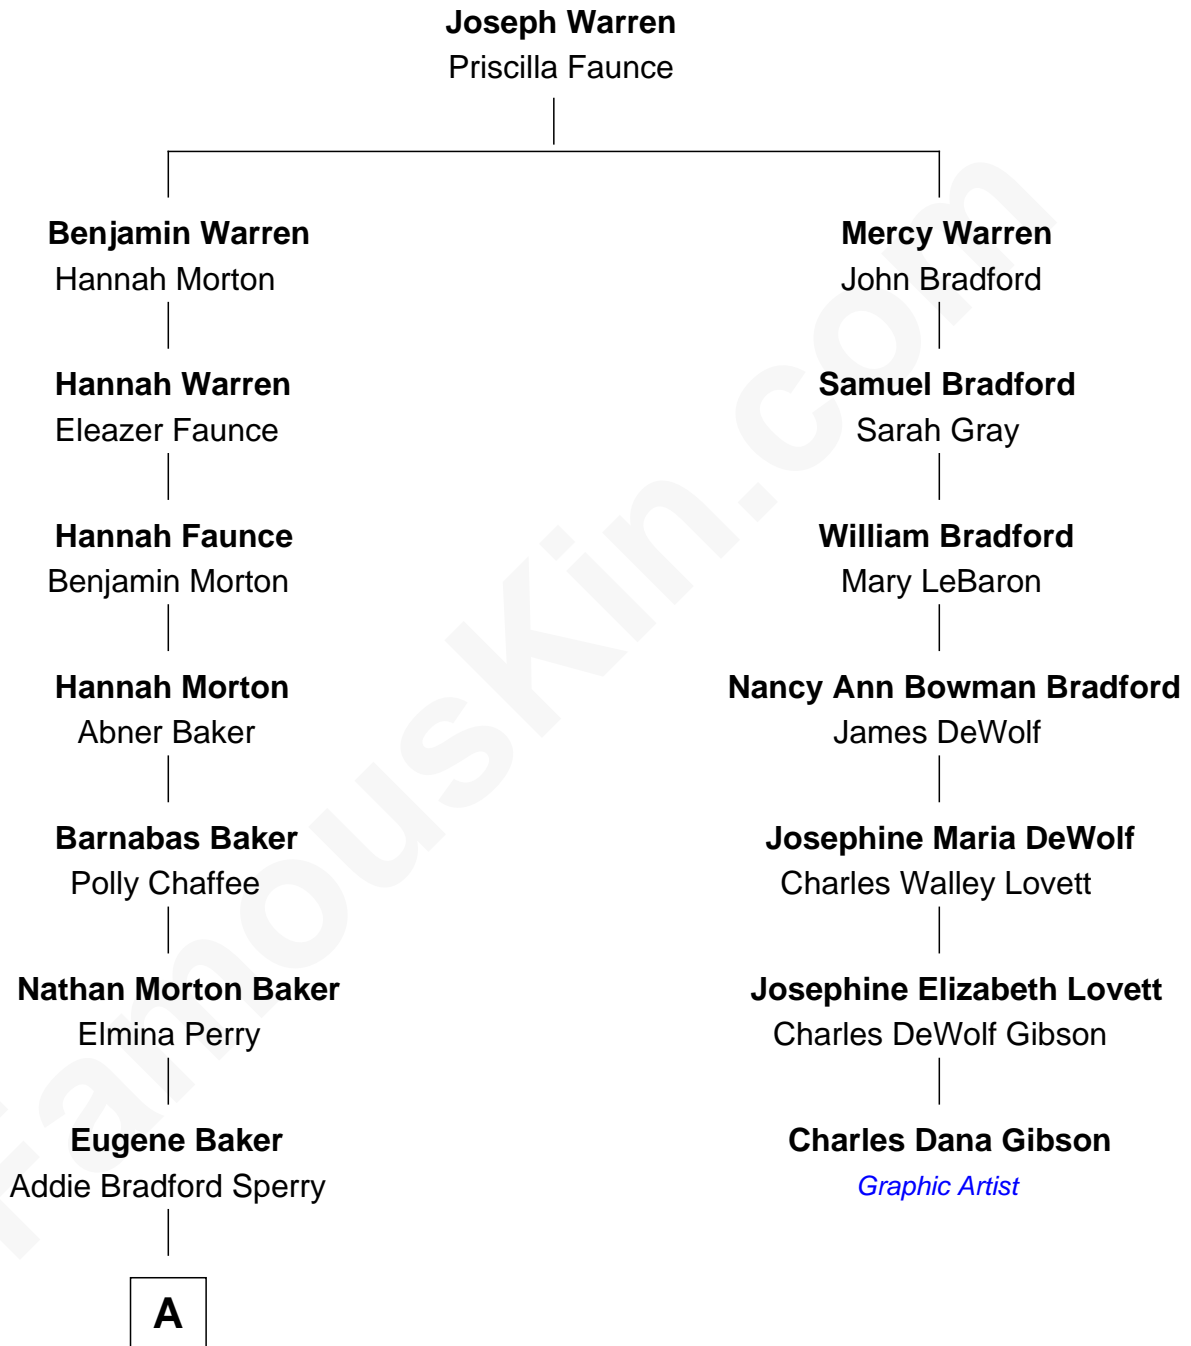 Joseph Warren
Priscilla Faunce
Benjamin Warren
Hannah Morton
Mercy Warren
John Bradford
Hannah Warren
Eleazer Faunce
Samuel Bradford
Sarah Gray
Hannah Faunce
Benjamin Morton
William Bradford
Mary LeBaron
Hannah Morton
Abner Baker
Nancy Ann Bowman Bradford
James DeWolf
Barnabas Baker
Polly Chaffee
Josephine Maria DeWolf
Charles Walley Lovett
Nathan Morton Baker
Elmina Perry
Josephine Elizabeth Lovett
Charles DeWolf Gibson
Eugene Baker
Addie Bradford Sperry
Charles Dana Gibson
Graphic Artist
A
FamousKin.com